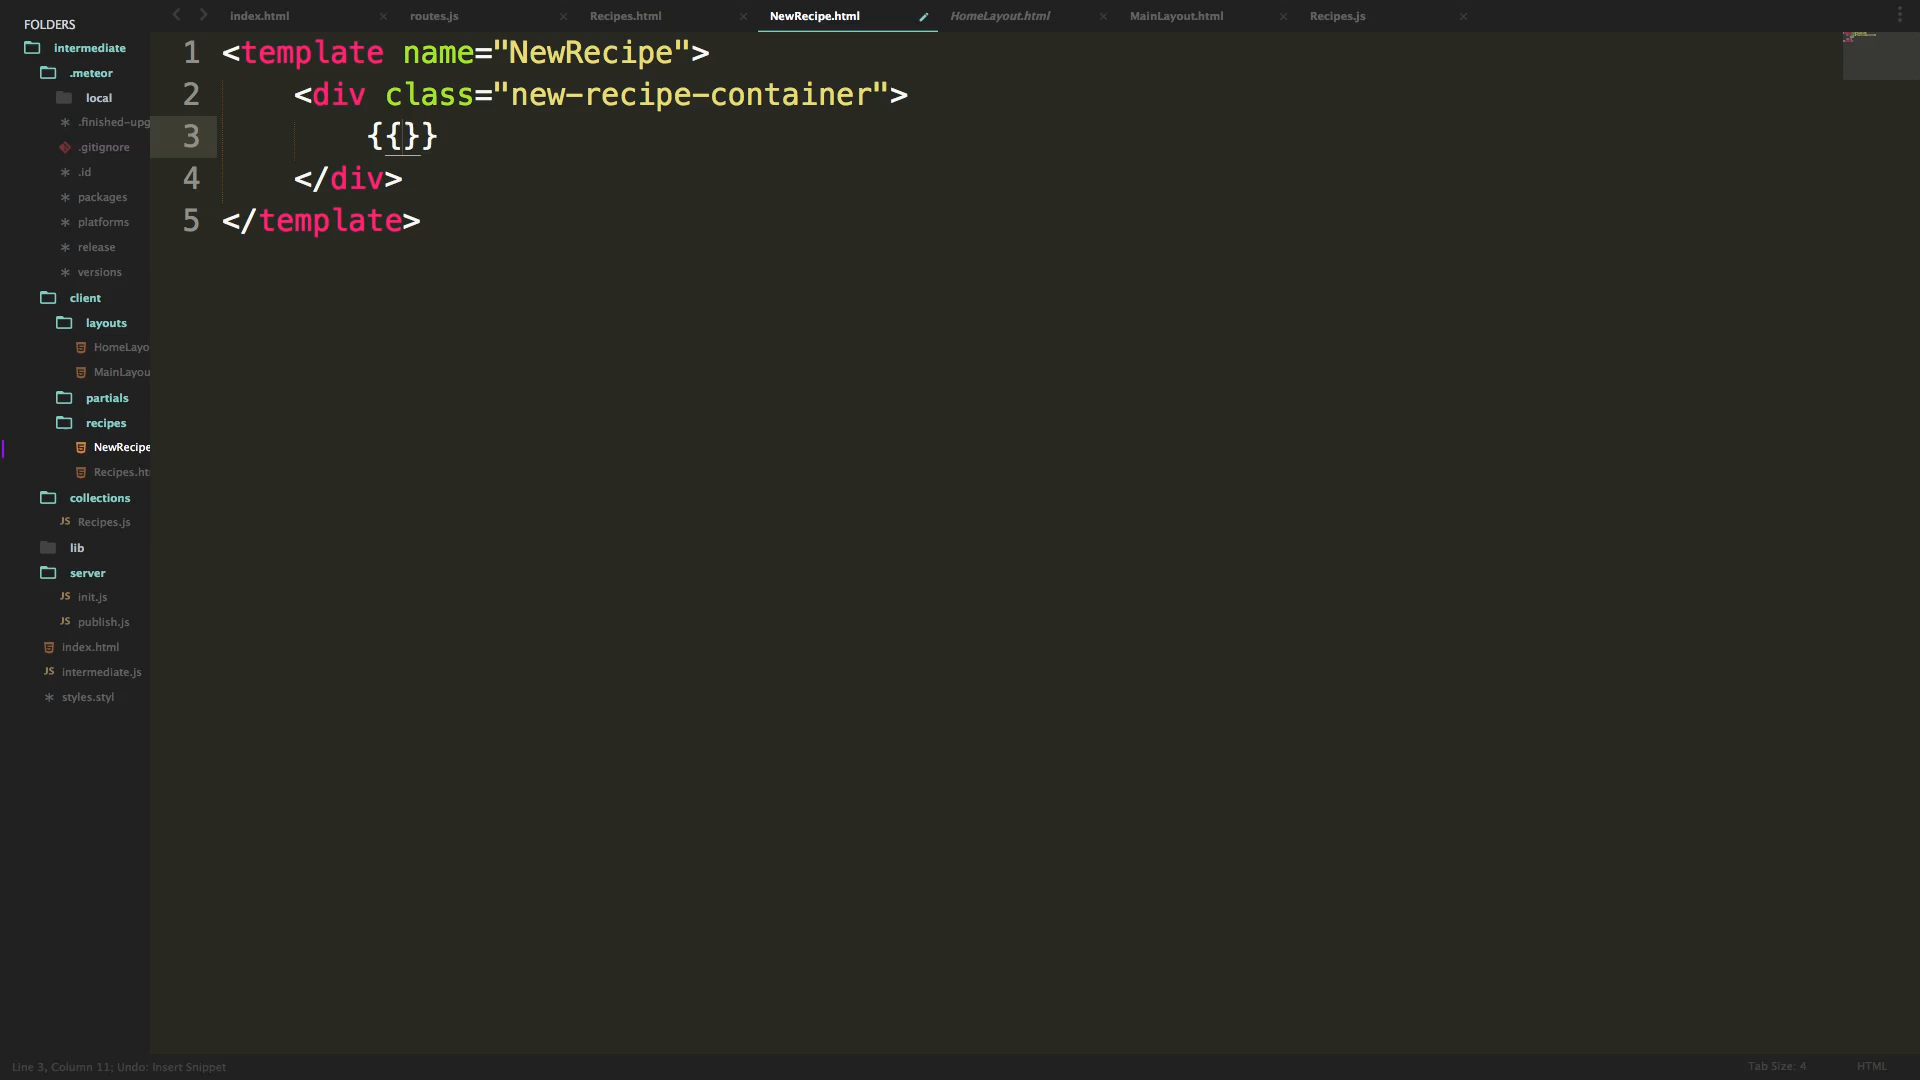 FOLDERS
intermediate
.meteor
local
.finished-upg
.gitignore
.id
packages
platforms
release
versions
client
layouts
HomeLayo
MainLayou
partials
recipes
NewRecipe
Recipes.ht
collections
Recipes.js
lib
server
init.js
publish.js
index.html
intermediate.js
styles.styl
index.html routes.js Recipes.html NewRecipe.html HomeLayout.html MainLayout.html Recipes.js
1 <template name="NewRecipe">
2 <div class="new-recipe-container">
3 {{}}
4 </div>
5 </template>
Line 3, Column 11; Undo: Insert Snippet
Tab Size: 4 HTML